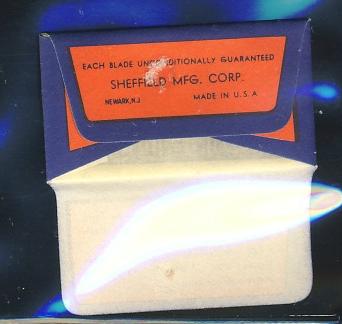 EACH BLADE UNCONDITIONALLY GUARANTEED
SHEFFIELD MFG. CORP.
NEWARK, N.J. MADE IN U.S.A